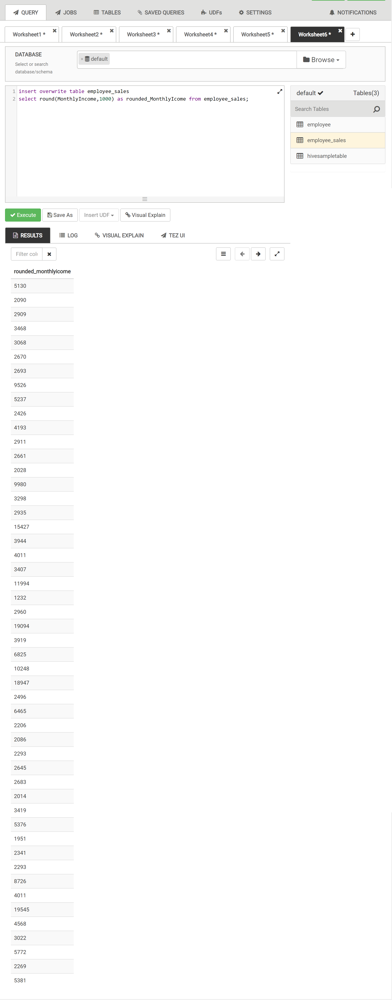 QUERY JOBS TABLES SAVED QUERIES UDFs SETTINGS NOTIFICATIONS
Worksheet1 * Worksheet2 * Worksheet3 * Worksheet4 * Worksheet5 * Worksheet6 *
DATABASE
Select or search
database/schema
× default
Browse
1 insert overwrite table employee_sales
2 select round(MonthlyIncome,1000) as rounded_MonthlyIcome from employee_sales;
default Tables(3)
Search Tables
employee
employee_sales
hivesampletable
Execute Save As Insert UDF Visual Explain
RESULTS LOG VISUAL EXPLAIN TEZ UI
Filter colu
rounded_monthlyicome
5130
2090
2909
3468
3068
2670
2693
9526
5237
2426
4193
2911
2661
2028
9980
3298
2935
15427
3944
4011
3407
11994
1232
2960
19094
3919
6825
10248
18947
2496
6465
2206
2086
2293
2645
2683
2014
3419
5376
1951
2341
2293
8726
4011
19545
4568
3022
5772
2269
5381